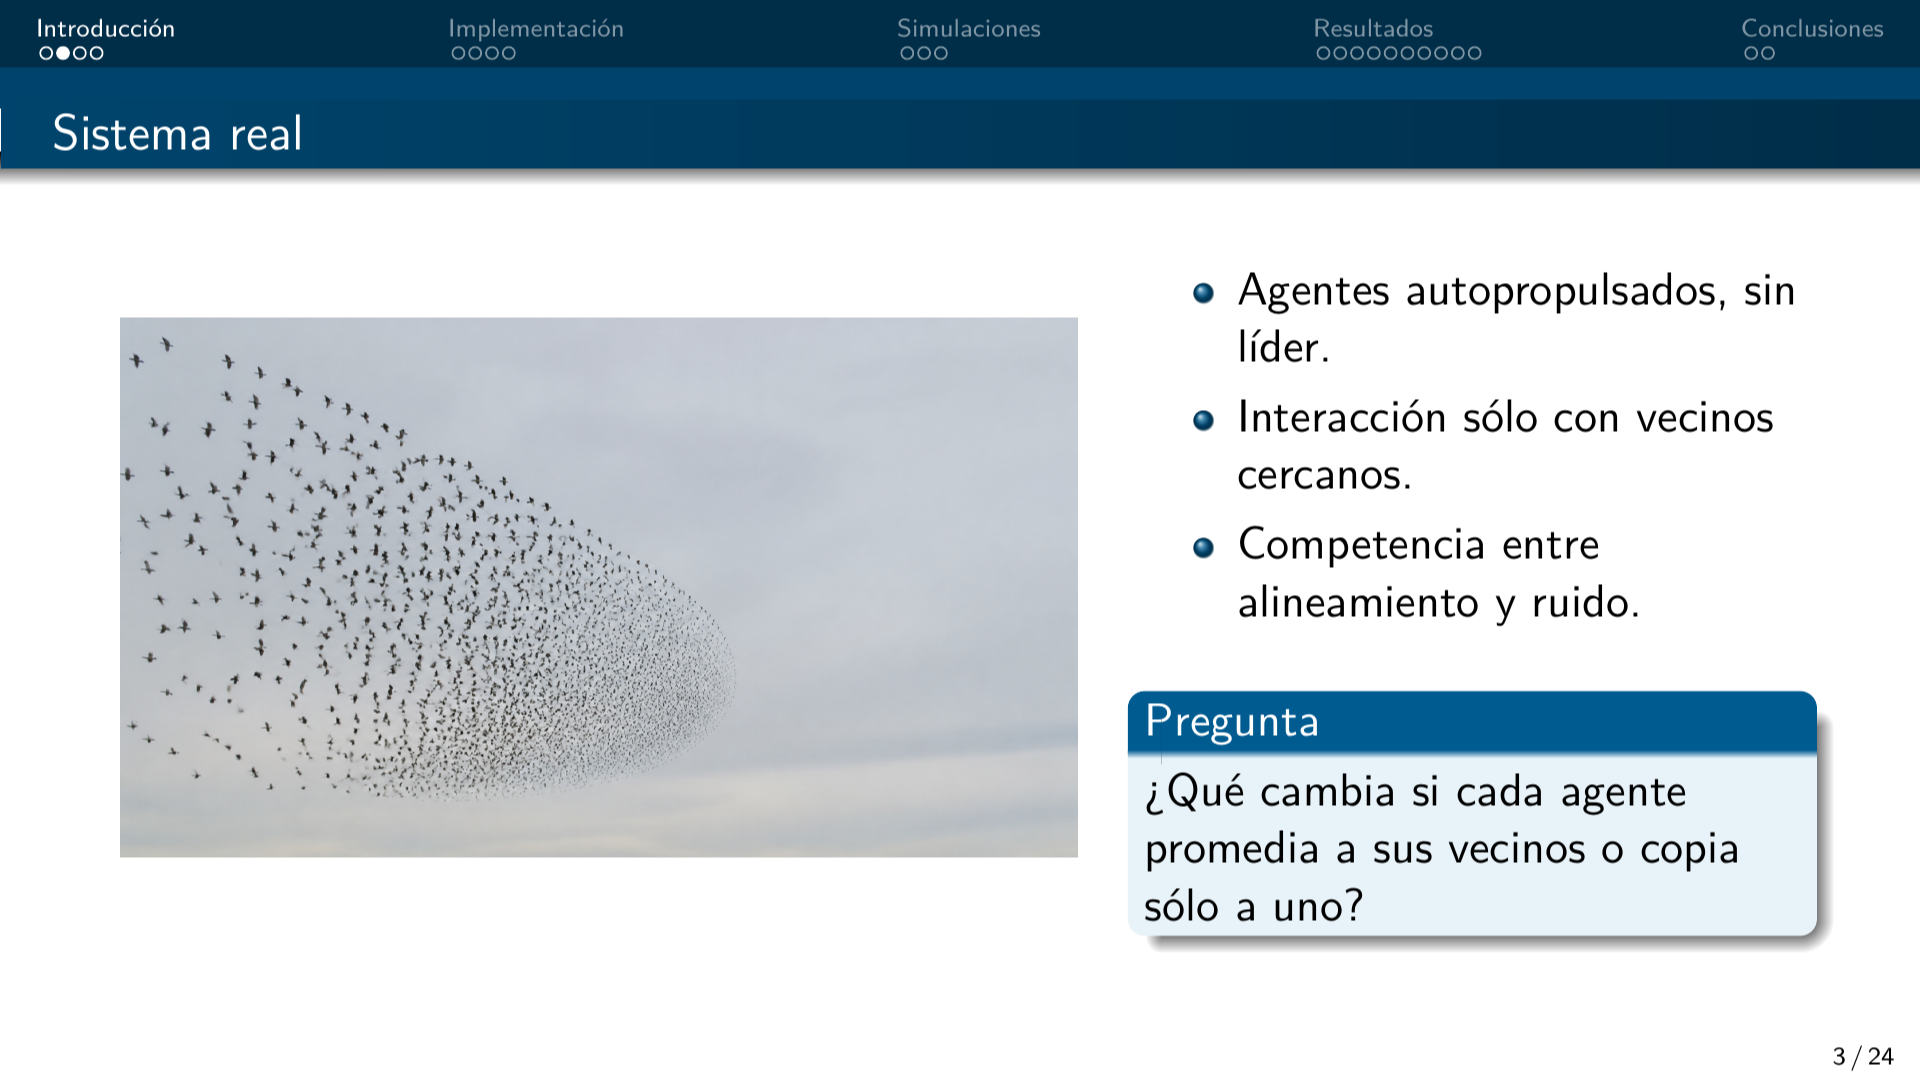 Introducción
Implementación
Simulaciones
Resultados
Conclusiones
Sistema real
Agentes autopropulsados, sin
líder.
Interacción sólo con vecinos
cercanos.
Competencia entre
alineamiento y ruido.
Pregunta
¿Qué cambia si cada agente
promedia a sus vecinos o copia
sólo a uno?
3 / 24